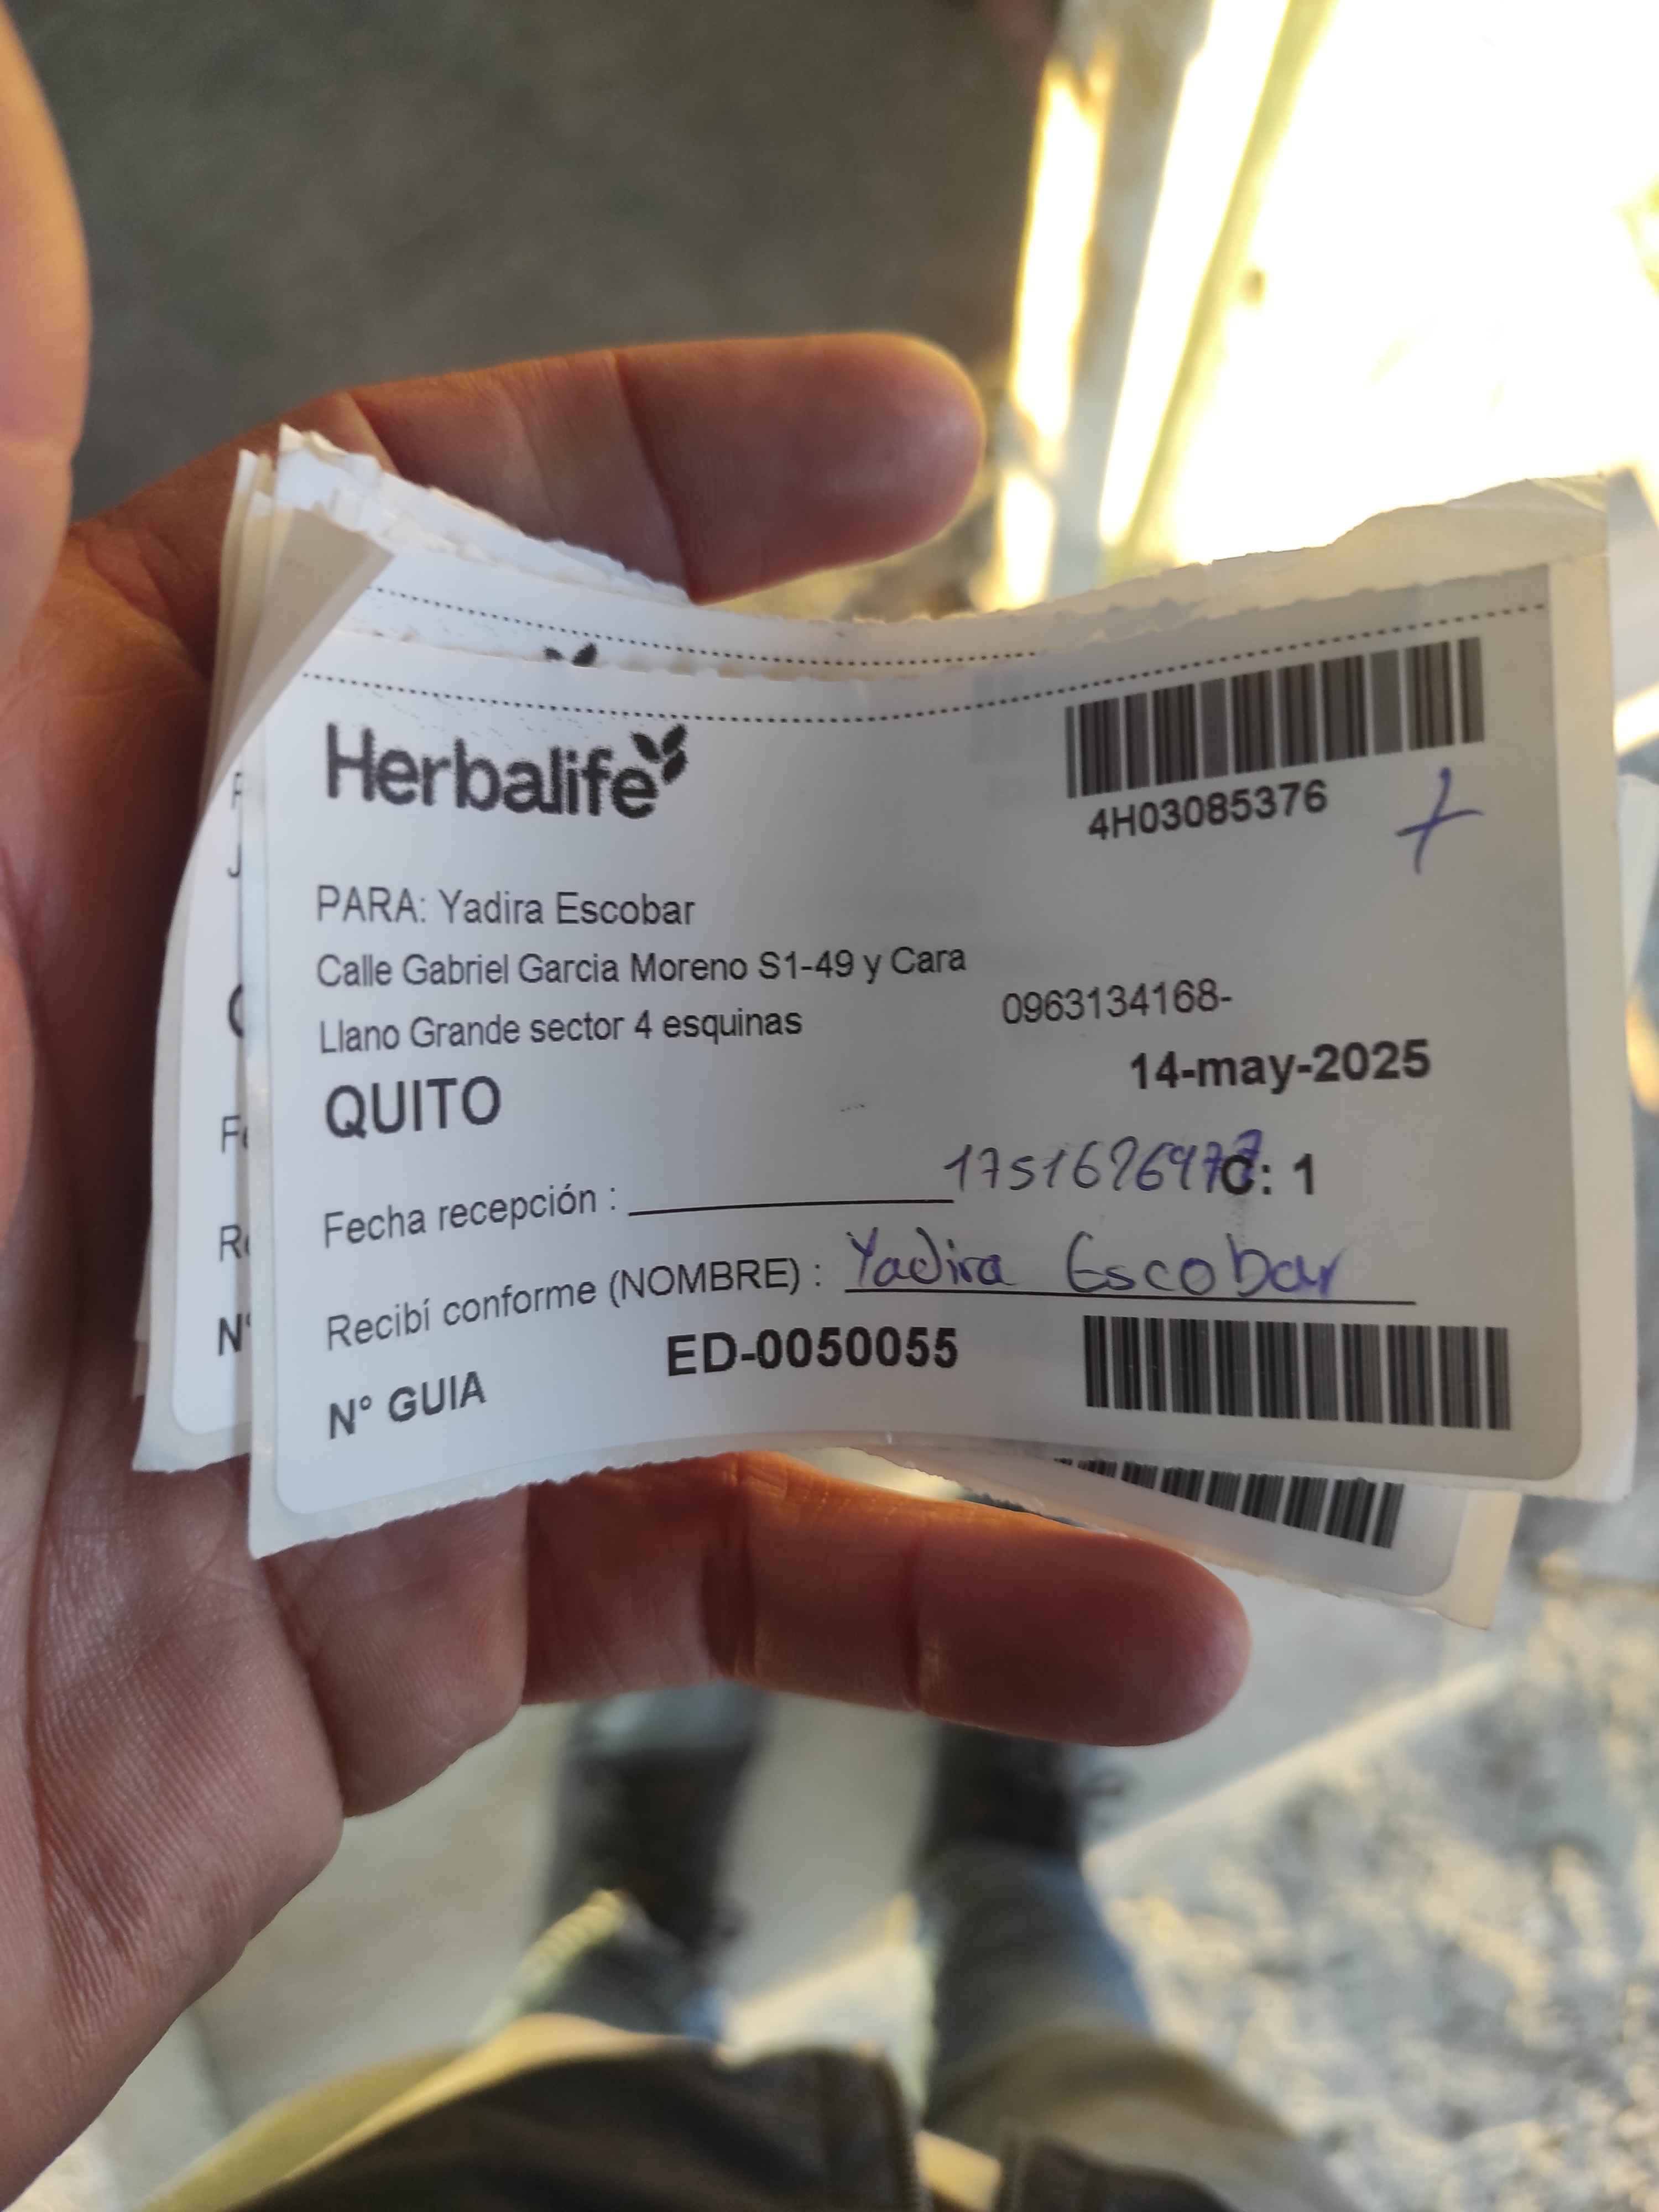 Herbalife
4H03085376
PARA: Yadira Escobar
Calle Gabriel Garcia Moreno S1-49 y Cara
Llano Grande sector 4 esquinas
0963134168-
QUITO
14-may-2025
Fecha recepción :
C: 1
Recibí conforme (NOMBRE) : Yadira Escobar
N° GUIA ED-0050055